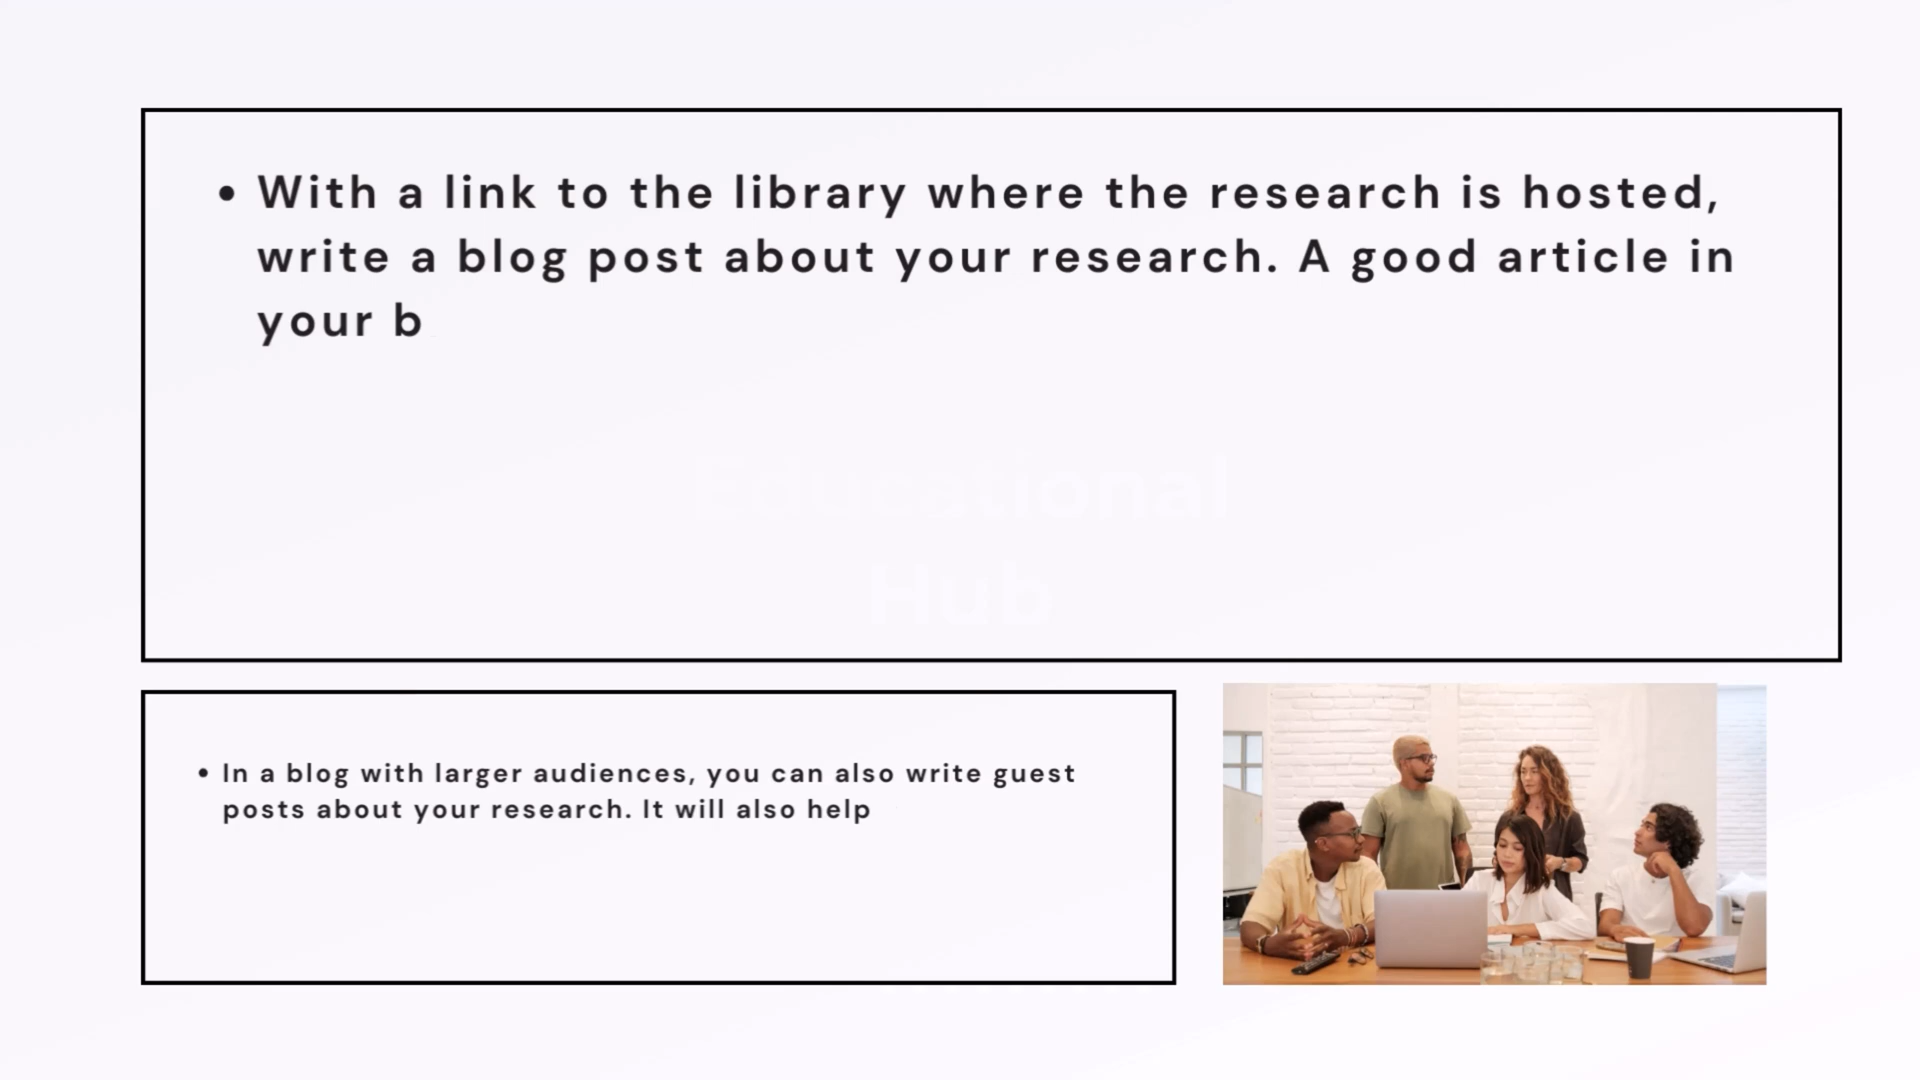 • With a link to the library where the research is hosted,
write a blog post about your research. A good article in
your b
Educational
Hub
• In a blog with larger audiences, you can also write guest
posts about your research. It will also help